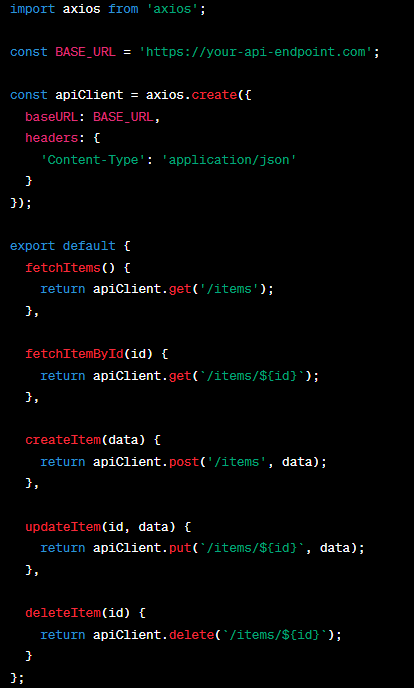 import axios from 'axios';
const BASE_URL = 'https://your-api-endpoint.com';
const apiClient = axios.create({
  baseURL: BASE_URL,
  headers: {
    'Content-Type': 'application/json'
  }
});
export default {
  fetchItems() {
    return apiClient.get('/items');
  },
  fetchItemById(id) {
    return apiClient.get(`/items/${id}`);
  },
  createItem(data) {
    return apiClient.post('/items', data);
  },
  updateItem(id, data) {
    return apiClient.put(`/items/${id}`, data);
  },
  deleteItem(id) {
    return apiClient.delete(`/items/${id}`);
  }
};